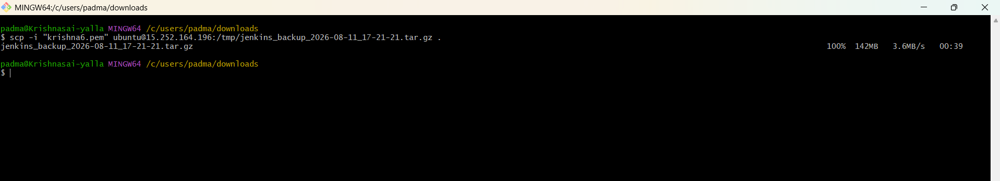 MINGW64:/c/users/padma/downloads
padma@Krishnasai-yalla MINGW64 /c/users/padma/downloads
$ scp -i "krishna6.pem" ubuntu@15.252.164.196:/tmp/jenkins_backup_2026-08-11_17-21-21.tar.gz .
jenkins_backup_2026-08-11_17-21-21.tar.gz 100% 142MB 3.6MB/s 00:39
padma@Krishnasai-yalla MINGW64 /c/users/padma/downloads
$